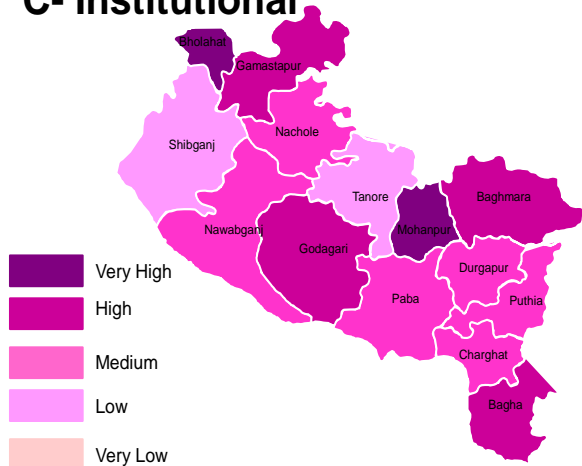 C- Institutional
Bholahat
Gamastapur
Nachole
Shibganj
Tanore
Baghmara
Nawabganj
Mohanpur
Godagari
Durgapur
Paba
Puthia
Charghat
Bagha
Very High
High
Medium
Low
Very Low